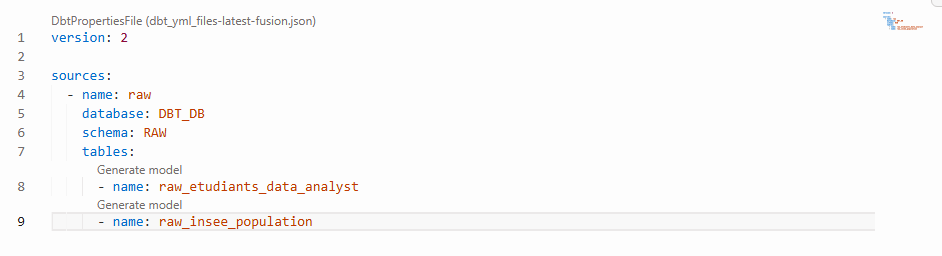 DbtPropertiesFile (dbt_yml_files-latest-fusion.json)
1 version: 2
2
3 sources:
4   - name: raw
5     database: DBT_DB
6     schema: RAW
7     tables:
Generate model
8       - name: raw_etudiants_data_analyst
Generate model
9       - name: raw_insee_population